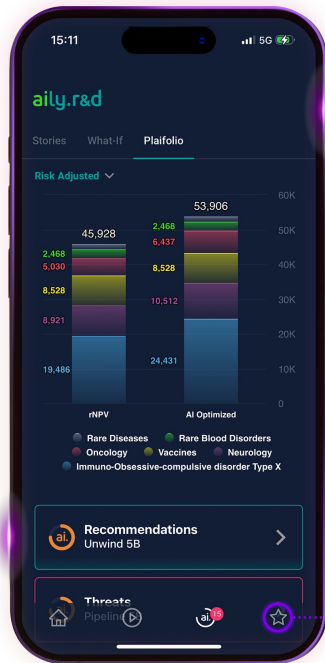 15:11
5G
aily.r&d
Stories What-If Plaifolio
Risk Adjusted
60K
53,906
50K
45,928
2,468
6,437
2,468
5,030
40K
8,528
8,528
30K
10,512
8,921
20K
24,431
19,486
10K
0
rNPV AI Optimized
Rare Diseases Rare Blood Disorders
Oncology Vaccines Neurology
Immuno-Obsessive-compulsive disorder Type X
ai.
Recommendations
Unwind 5B
Threats
Pipeline
ai.
15